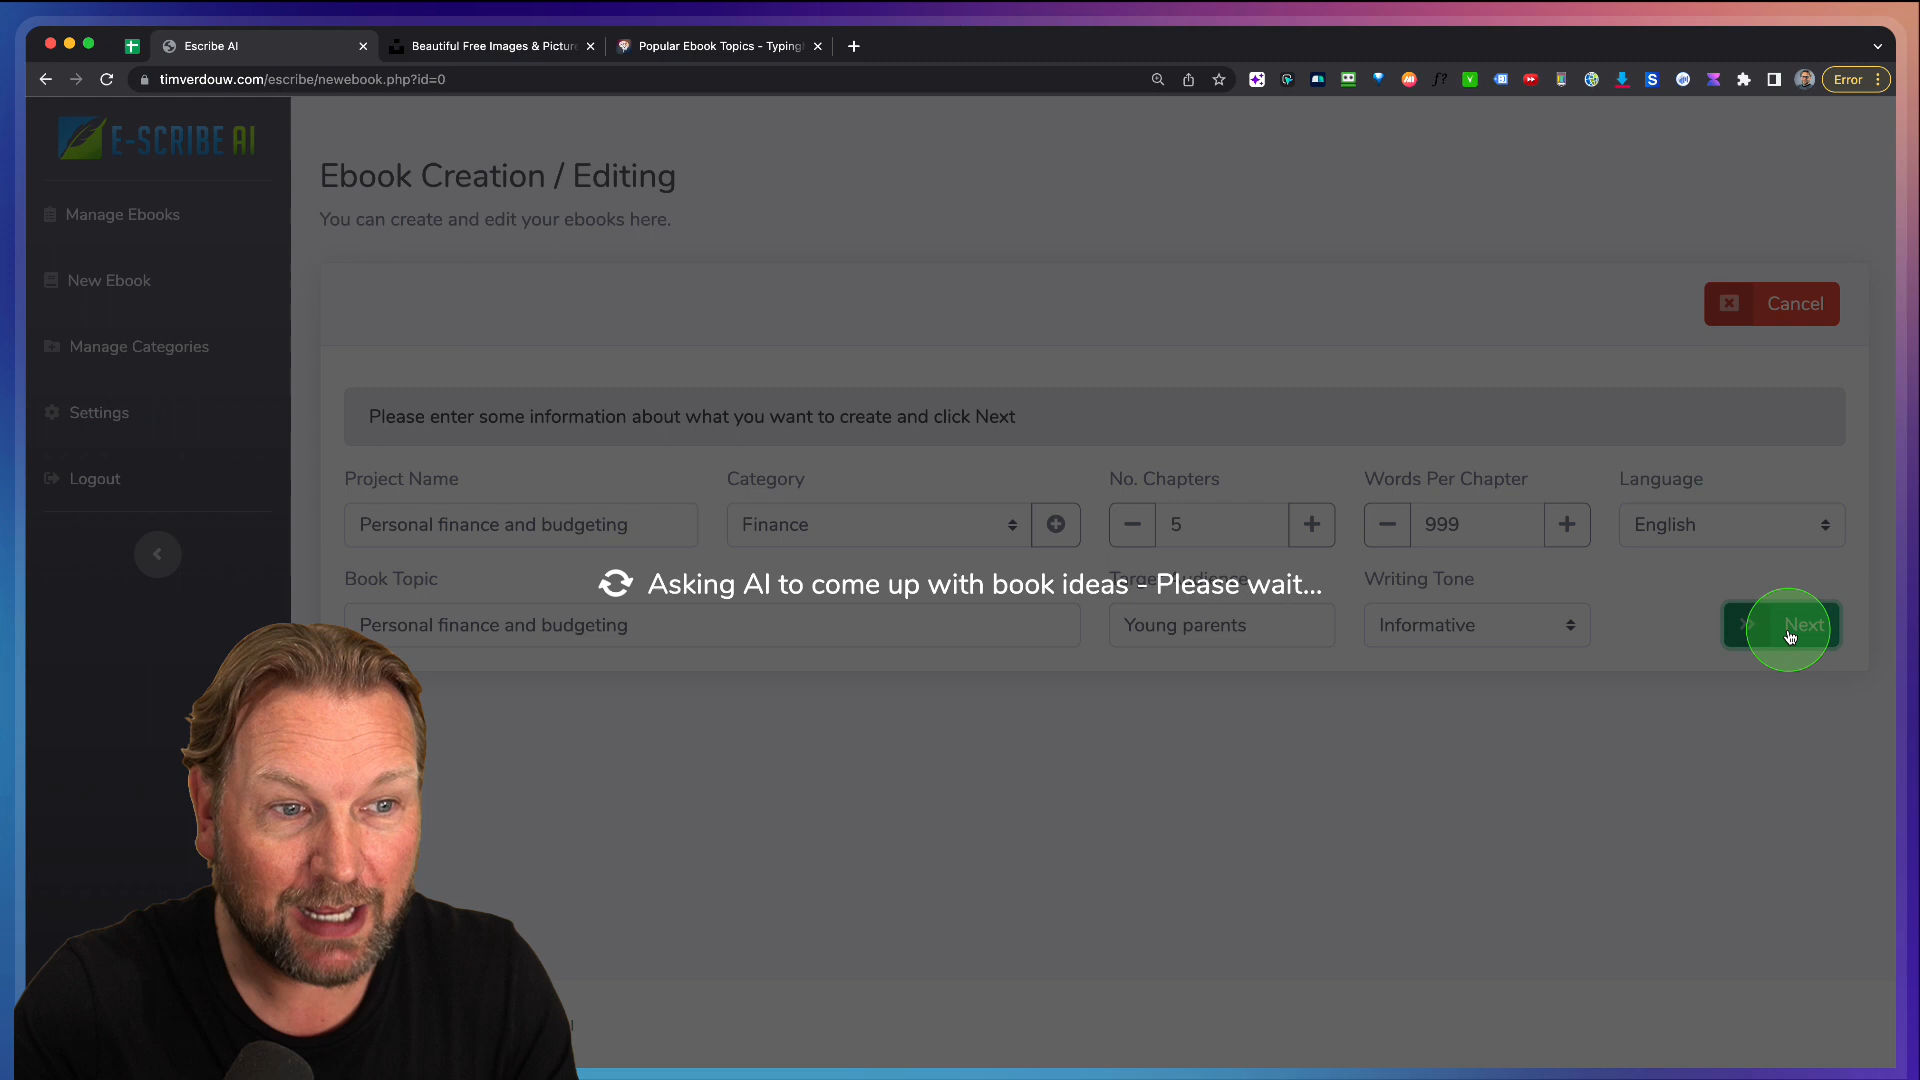 Escribe AI
Beautiful Free Images & Picture
Popular Ebook Topics - Typing
timverdouw.com/escribe/newebook.php?id=0
Error
E-SCRIBE AI
Manage Ebooks
New Ebook
Manage Categories
Settings
Logout
Ebook Creation / Editing
You can create and edit your ebooks here.
Cancel
Please enter some information about what you want to create and click Next
Project Name
Category
No. Chapters
Words Per Chapter
Language
Personal finance and budgeting
Finance
5
999
English
Book Topic
Target Audience
Writing Tone
Asking AI to come up with book ideas - Please wait...
Personal finance and budgeting
Young parents
Informative
Next